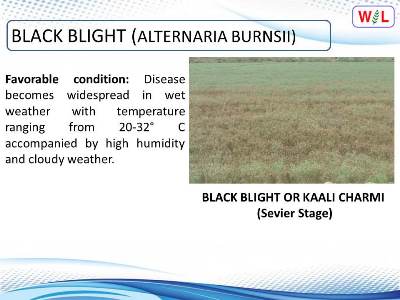 W L
BLACK BLIGHT (ALTERNARIA BURNSII)
Favorable condition: Disease
becomes widespread in wet
weather with temperature
ranging from 20-32° C
accompanied by high humidity
and cloudy weather.
BLACK BLIGHT OR KAALI CHARMI
(Sevier Stage)